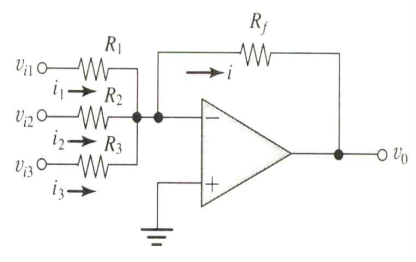 R_f
R_1
v_{i1}
i
i_1
R_2
v_{i2}
−
i_2
R_3
v_0
v_{i3}
+
i_3